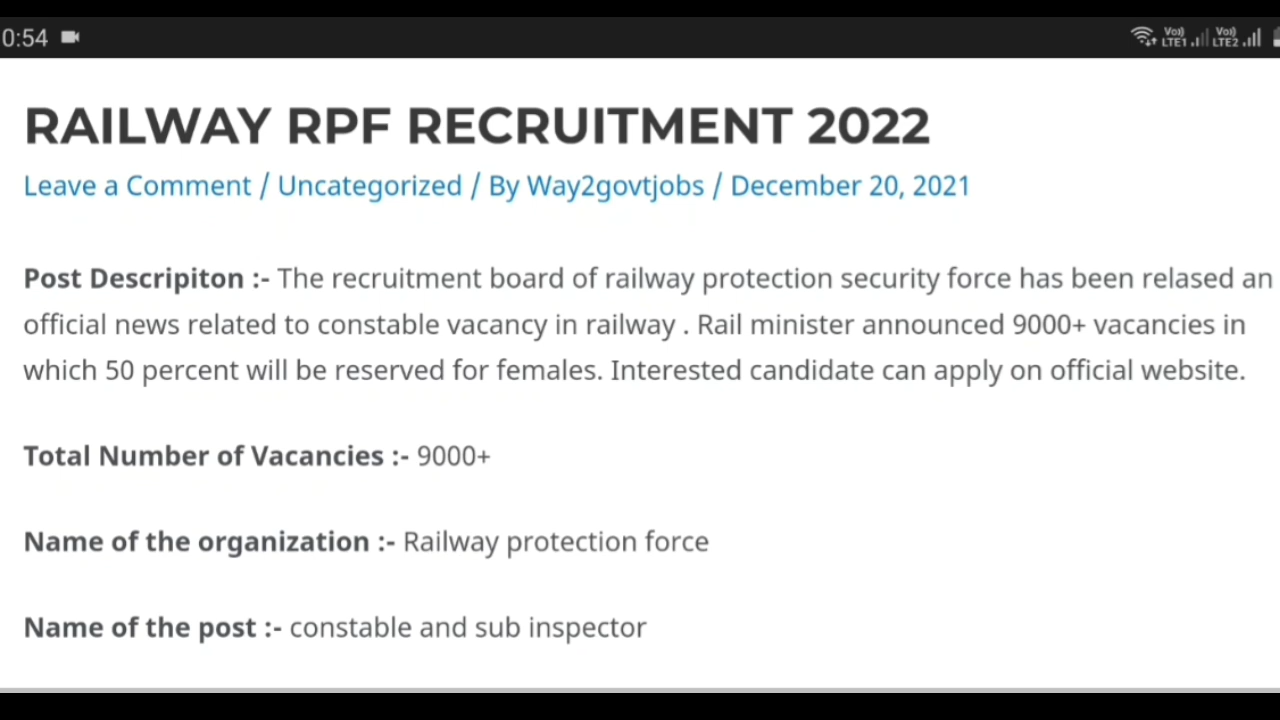 0:54 Vo) LTE1 Vo) LTE2
RAILWAY RPF RECRUITMENT 2022
Leave a Comment / Uncategorized / By Way2govtjobs / December 20, 2021
Post Descripiton :- The recruitment board of railway protection security force has been relased an
official news related to constable vacancy in railway . Rail minister announced 9000+ vacancies in
which 50 percent will be reserved for females. Interested candidate can apply on official website.
Total Number of Vacancies :- 9000+
Name of the organization :- Railway protection force
Name of the post :- constable and sub inspector